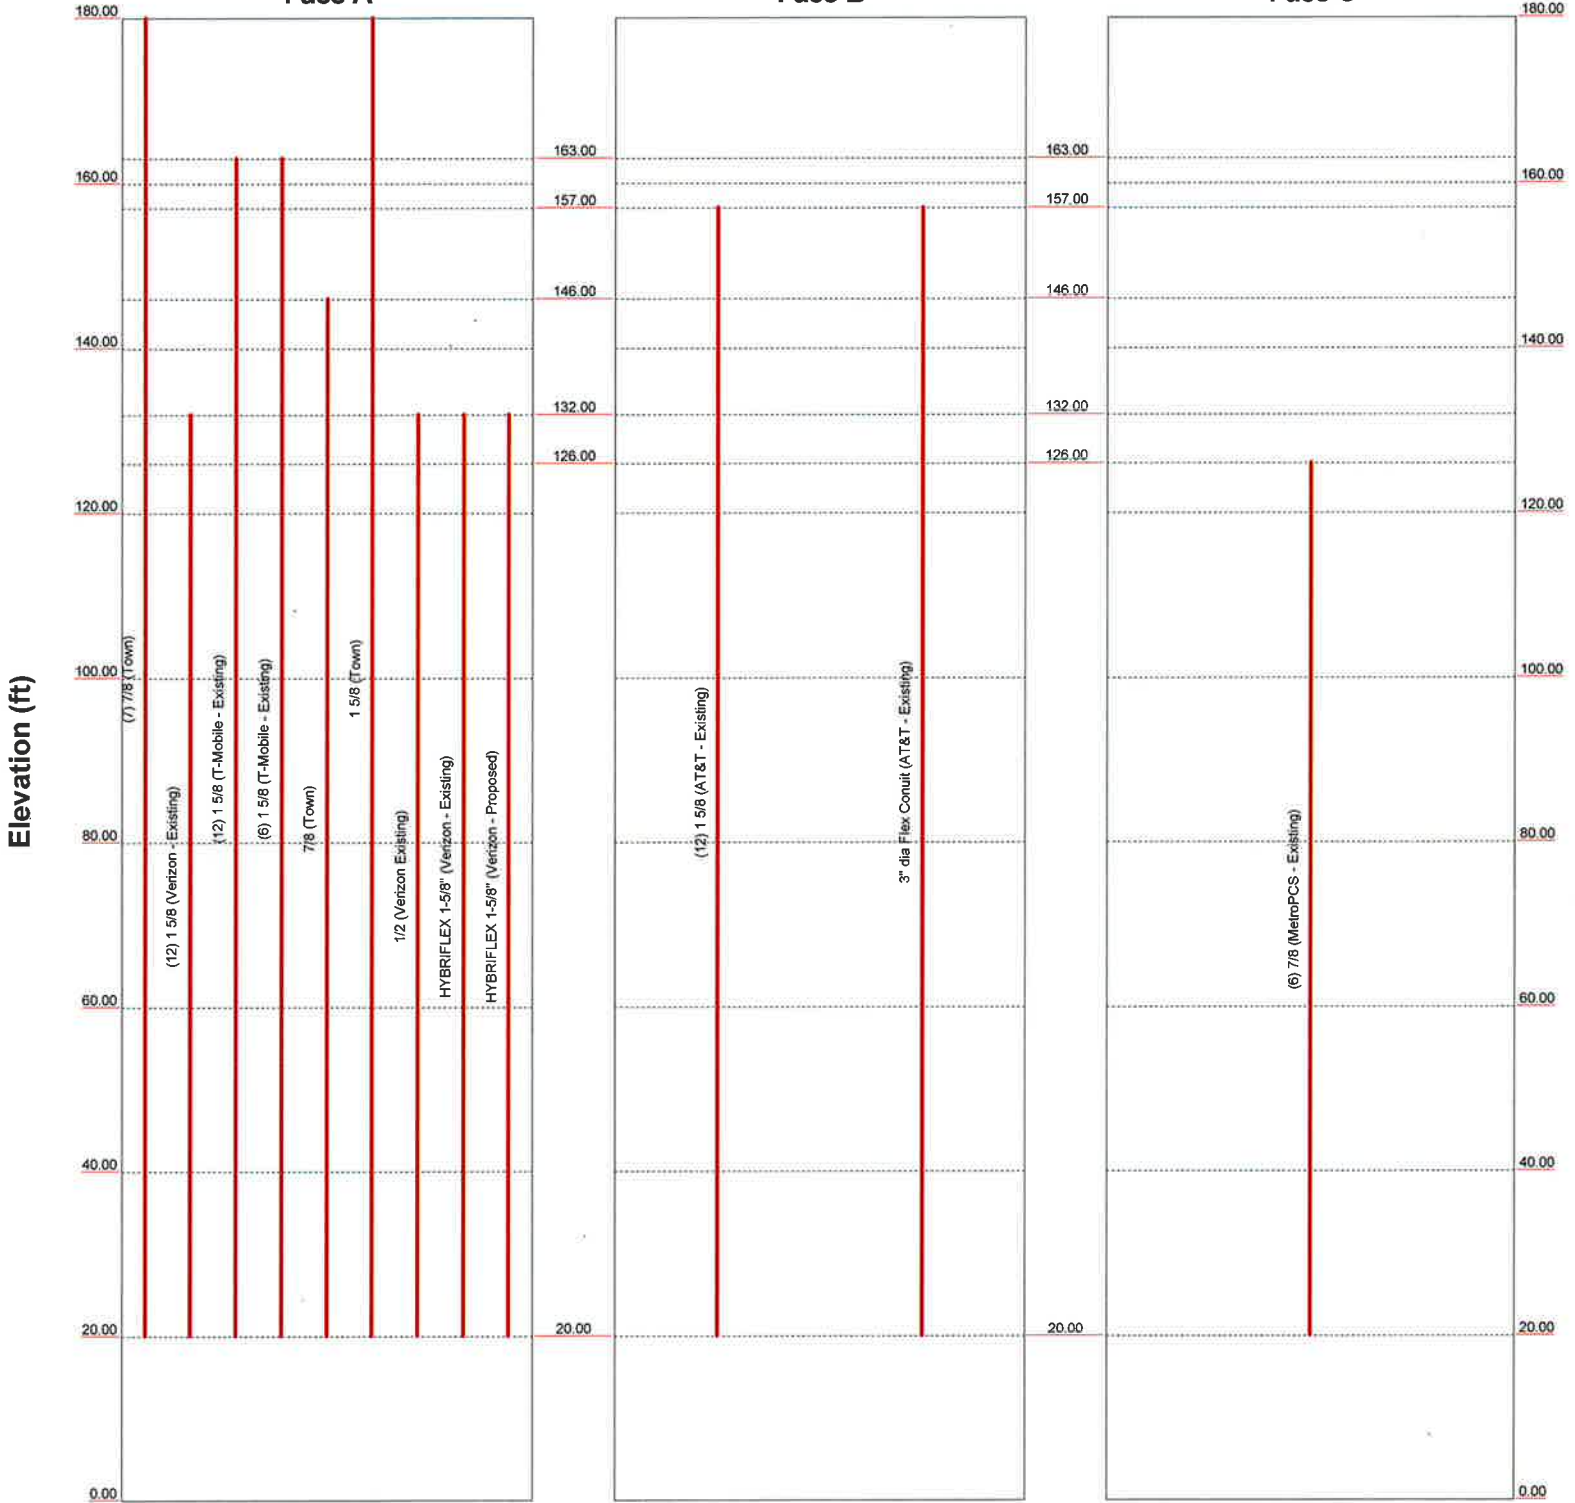 Face A
Face B
Face C
180.00
180.00
163.00
163.00
160.00
160.00
157.00
157.00
146.00
146.00
140.00
140.00
132.00
132.00
126.00
126.00
120.00
120.00
100.00
100.00
80.00
80.00
60.00
60.00
40.00
40.00
20.00
20.00
20.00
20.00
0.00
0.00
Elevation (ft)
(7) 7/8 (Town)
(12) 1 5/8 (Verizon - Existing)
(12) 1 5/8 (T-Mobile - Existing)
(6) 1 5/8 (T-Mobile - Existing)
7/8 (Town)
1 5/8 (Town)
1/2 (Verizon Existing)
HYBRIFLEX 1-5/8" (Verizon - Existing)
HYBRIFLEX 1-5/8" (Verizon - Proposed)
(12) 1 5/8 (AT&T - Existing)
3" dia Flex Conuit (AT&T - Existing)
(6) 7/8 (MetroPCS - Existing)